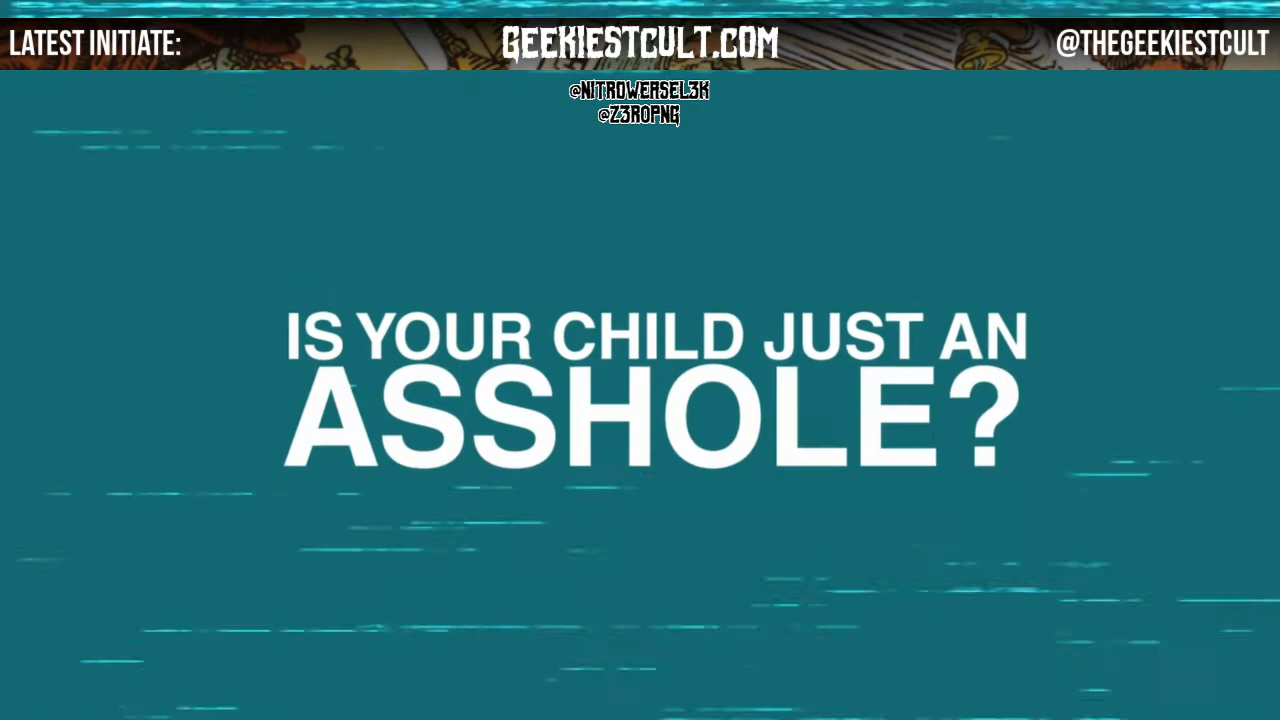 LATEST INITIATE:
GEEKIESTCULT.COM
@THEGEEKIESTCULT
@NITROWEASEL3K
@Z3ROPNG
IS YOUR CHILD JUST AN
ASSHOLE?